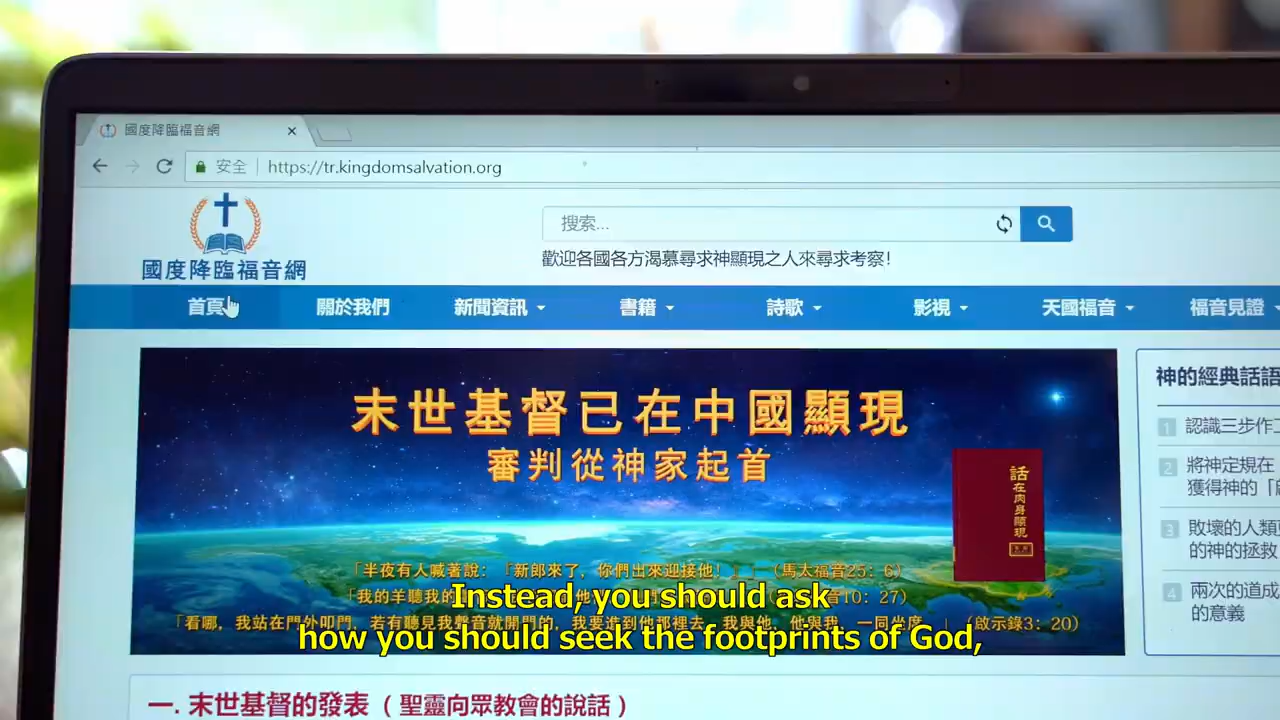 國度降臨福音網
安全 https://tr.kingdomsalvation.org
國度降臨福音網
搜索...
歡迎各國各方渴慕尋求神顯現之人來尋求考察！
首頁 關於我們 新聞資訊 書籍 詩歌 影視 天國福音 福音見證
末世基督已在中國顯現
審判從神家起首
話在肉身顯現
「半夜有人喊著說：『新郎來了，你們出來迎接他！』」（馬太福音25：6）
「我的羊聽我的 10：27）
「看哪，我站在門外叩門，若有聽見我聲音就開門的，我要進到他那裡去，我與他、他與我，一同坐席。」（啟示錄3：20）
Instead, you should ask
how you should seek the footprints of God,
神的經典話語
1 認識三步作工
2 將神定規在
獲得神的「
3 敗壞的人類
的神的拯救
4 兩次的道成
的意義
一. 末世基督的發表（聖靈向眾教會的說話）